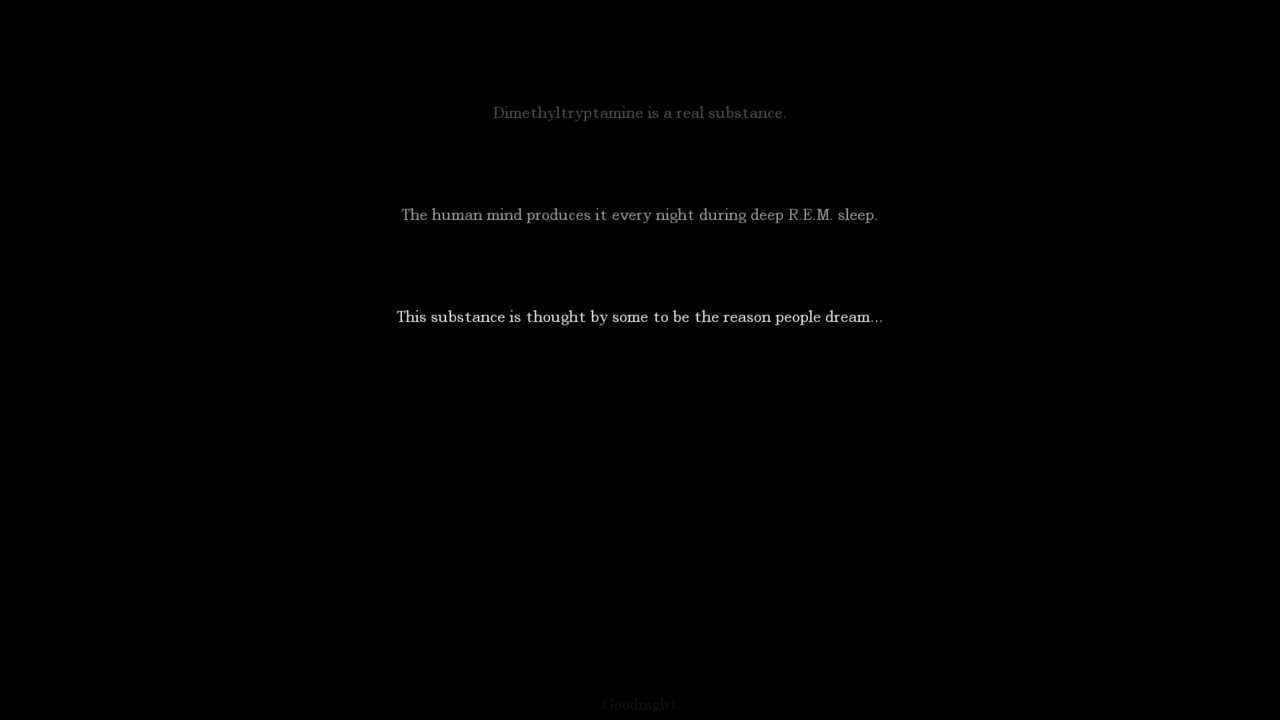 Dimethyltryptamine is a real substance.
The human mind produces it every night during deep R.E.M. sleep.
This substance is thought by some to be the reason people dream...
...Goodnight...